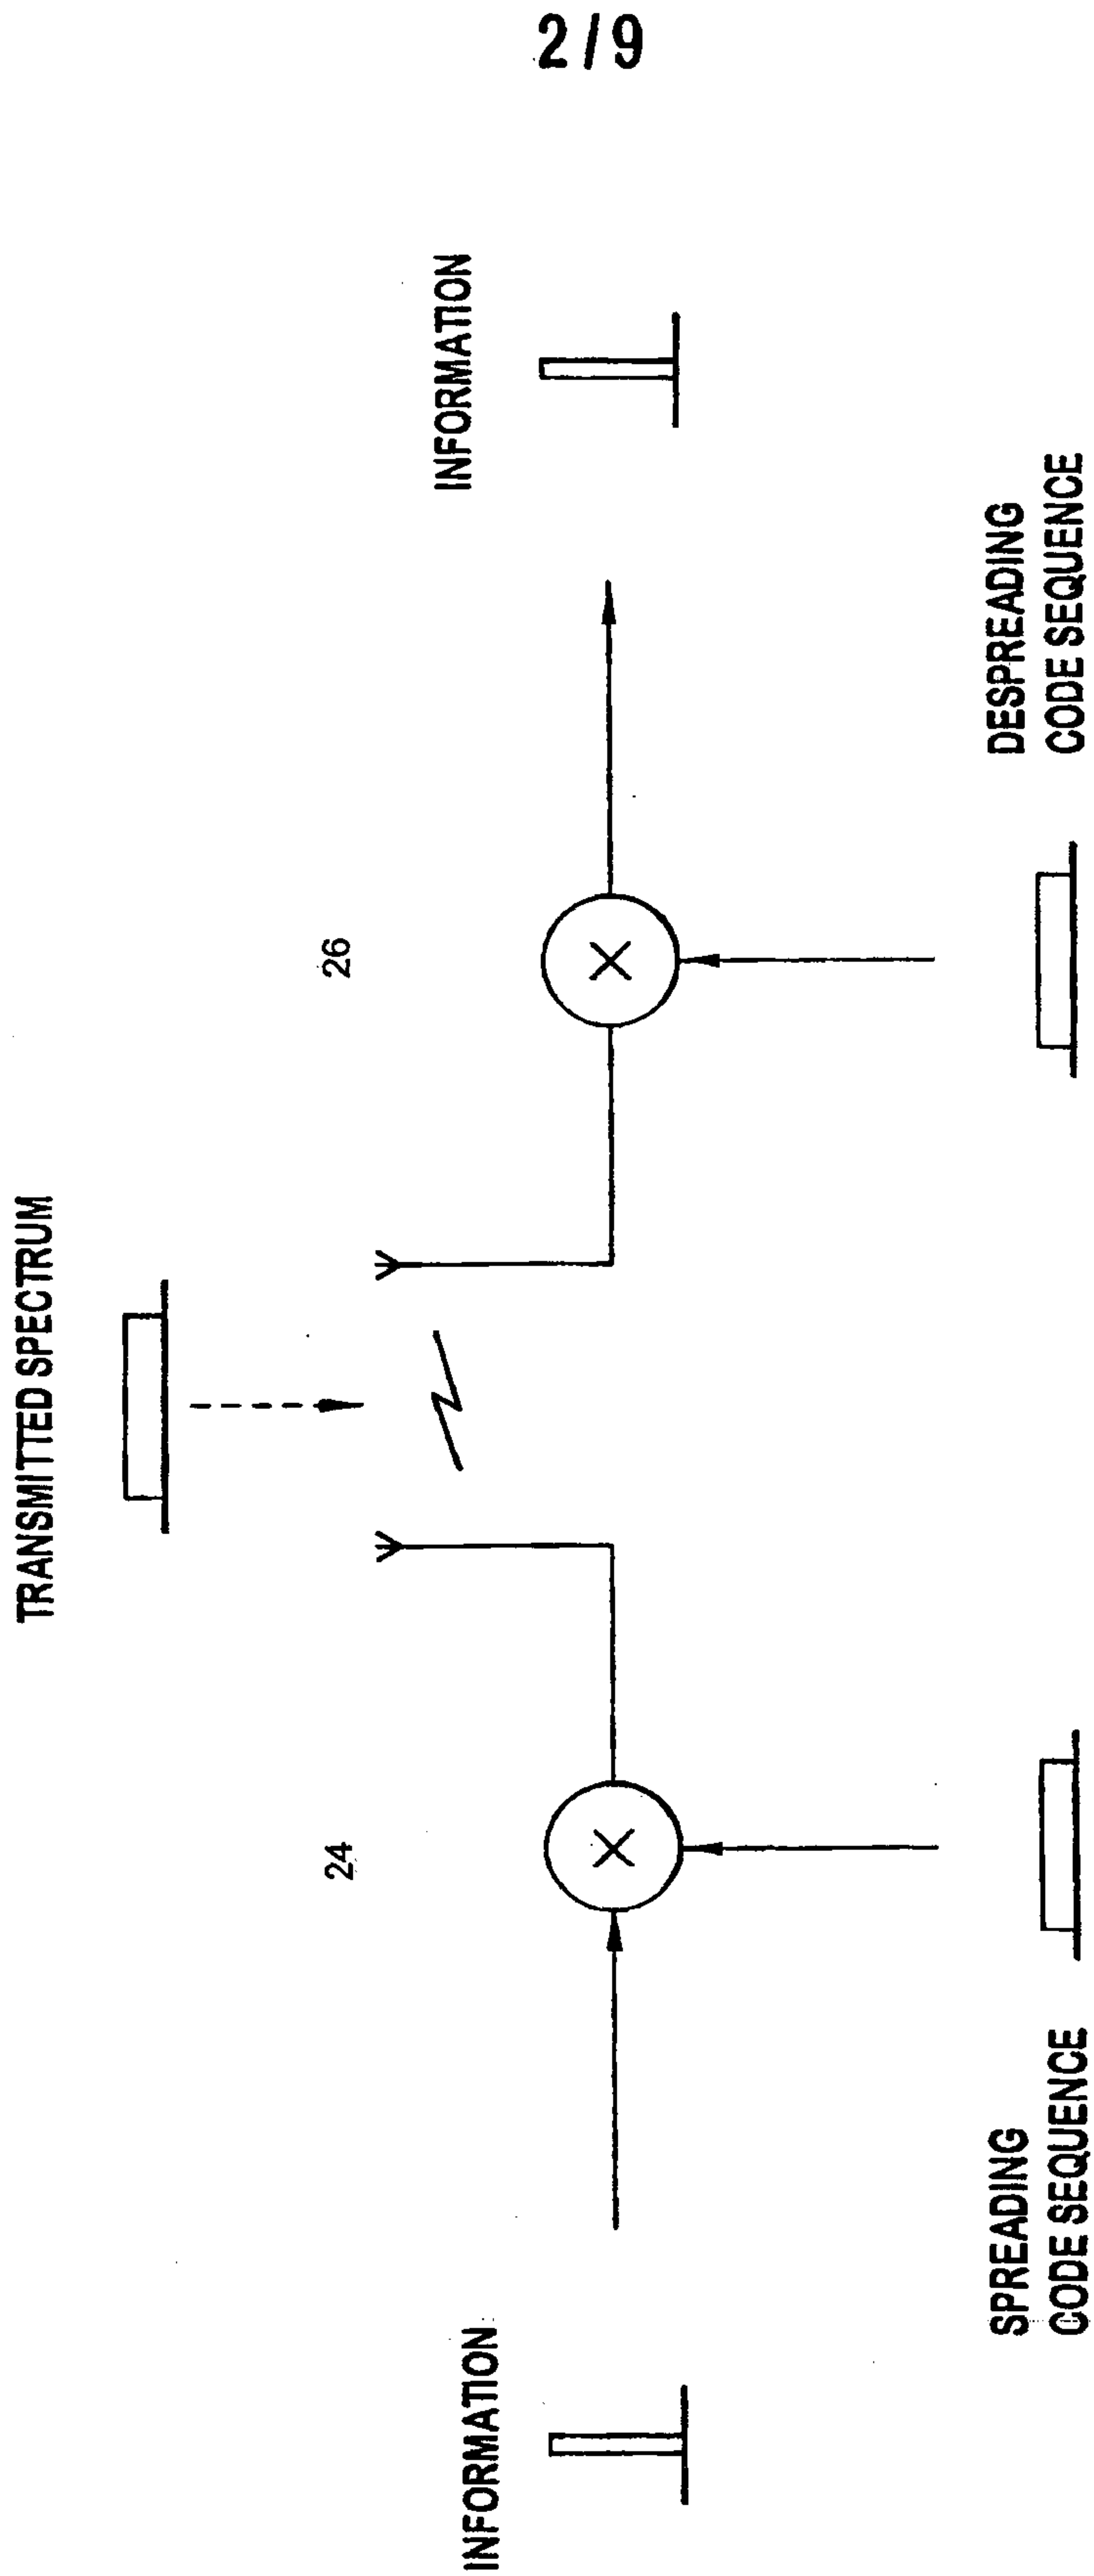 2/9
TRANSMITTED SPECTRUM
INFORMATION
24
26
INFORMATION
SPREADING
CODE SEQUENCE
DESPREADING
CODE SEQUENCE